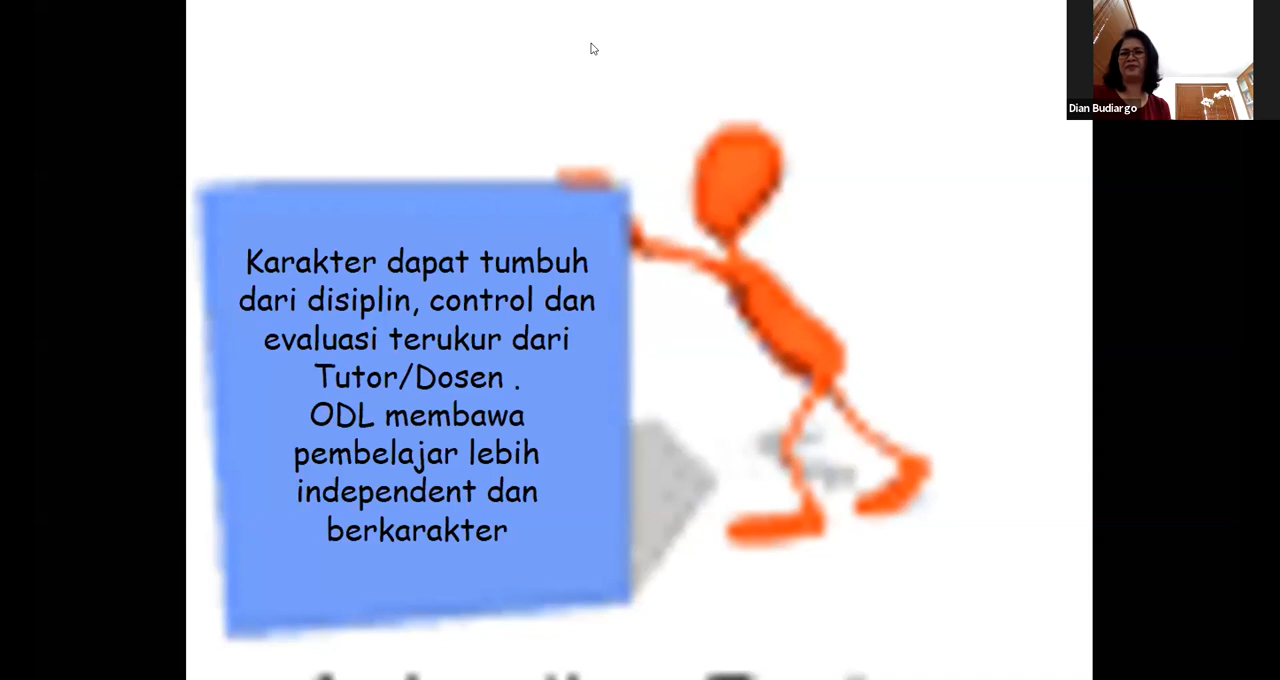 Dian Budiargo
Karakter dapat tumbuh
dari disiplin, control dan
evaluasi terukur dari
Tutor/Dosen .
ODL membawa
pembelajar lebih
independent dan
berkarakter